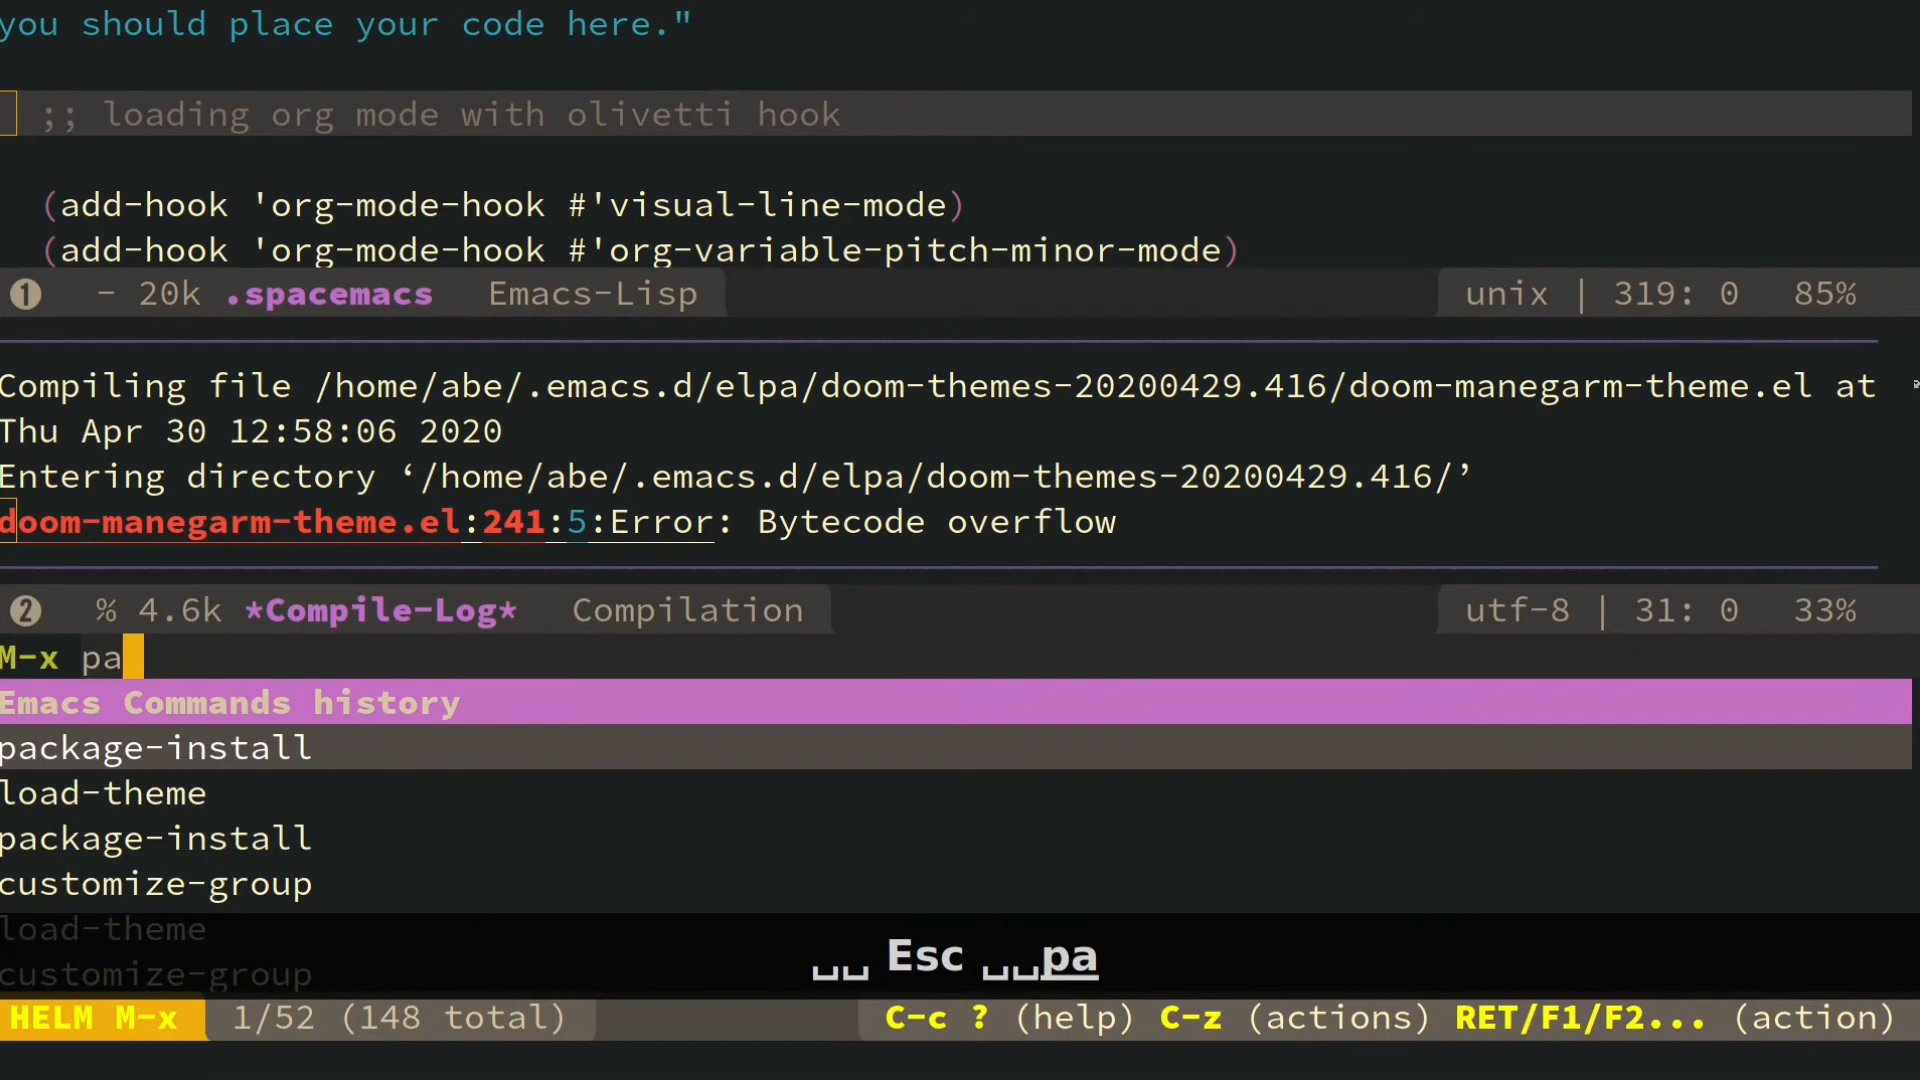 you should place your code here."
;; loading org mode with olivetti hook
(add-hook 'org-mode-hook #'visual-line-mode)
(add-hook 'org-mode-hook #'org-variable-pitch-minor-mode)
❶ - 20k .spacemacs Emacs-Lisp unix | 319: 0 85%
Compiling file /home/abe/.emacs.d/elpa/doom-themes-20200429.416/doom-manegarm-theme.el at
Thu Apr 30 12:58:06 2020
Entering directory ‘/home/abe/.emacs.d/elpa/doom-themes-20200429.416/’
doom-manegarm-theme.el:241:5:Error: Bytecode overflow
❷ % 4.6k *Compile-Log* Compilation utf-8 | 31: 0 33%
M-x pa
Emacs Commands history
package-install
load-theme
package-install
customize-group
load-theme
customize-group
␣␣ Esc ␣␣pa
HELM M-x 1/52 (148 total) C-c ? (help) C-z (actions) RET/F1/F2... (action)